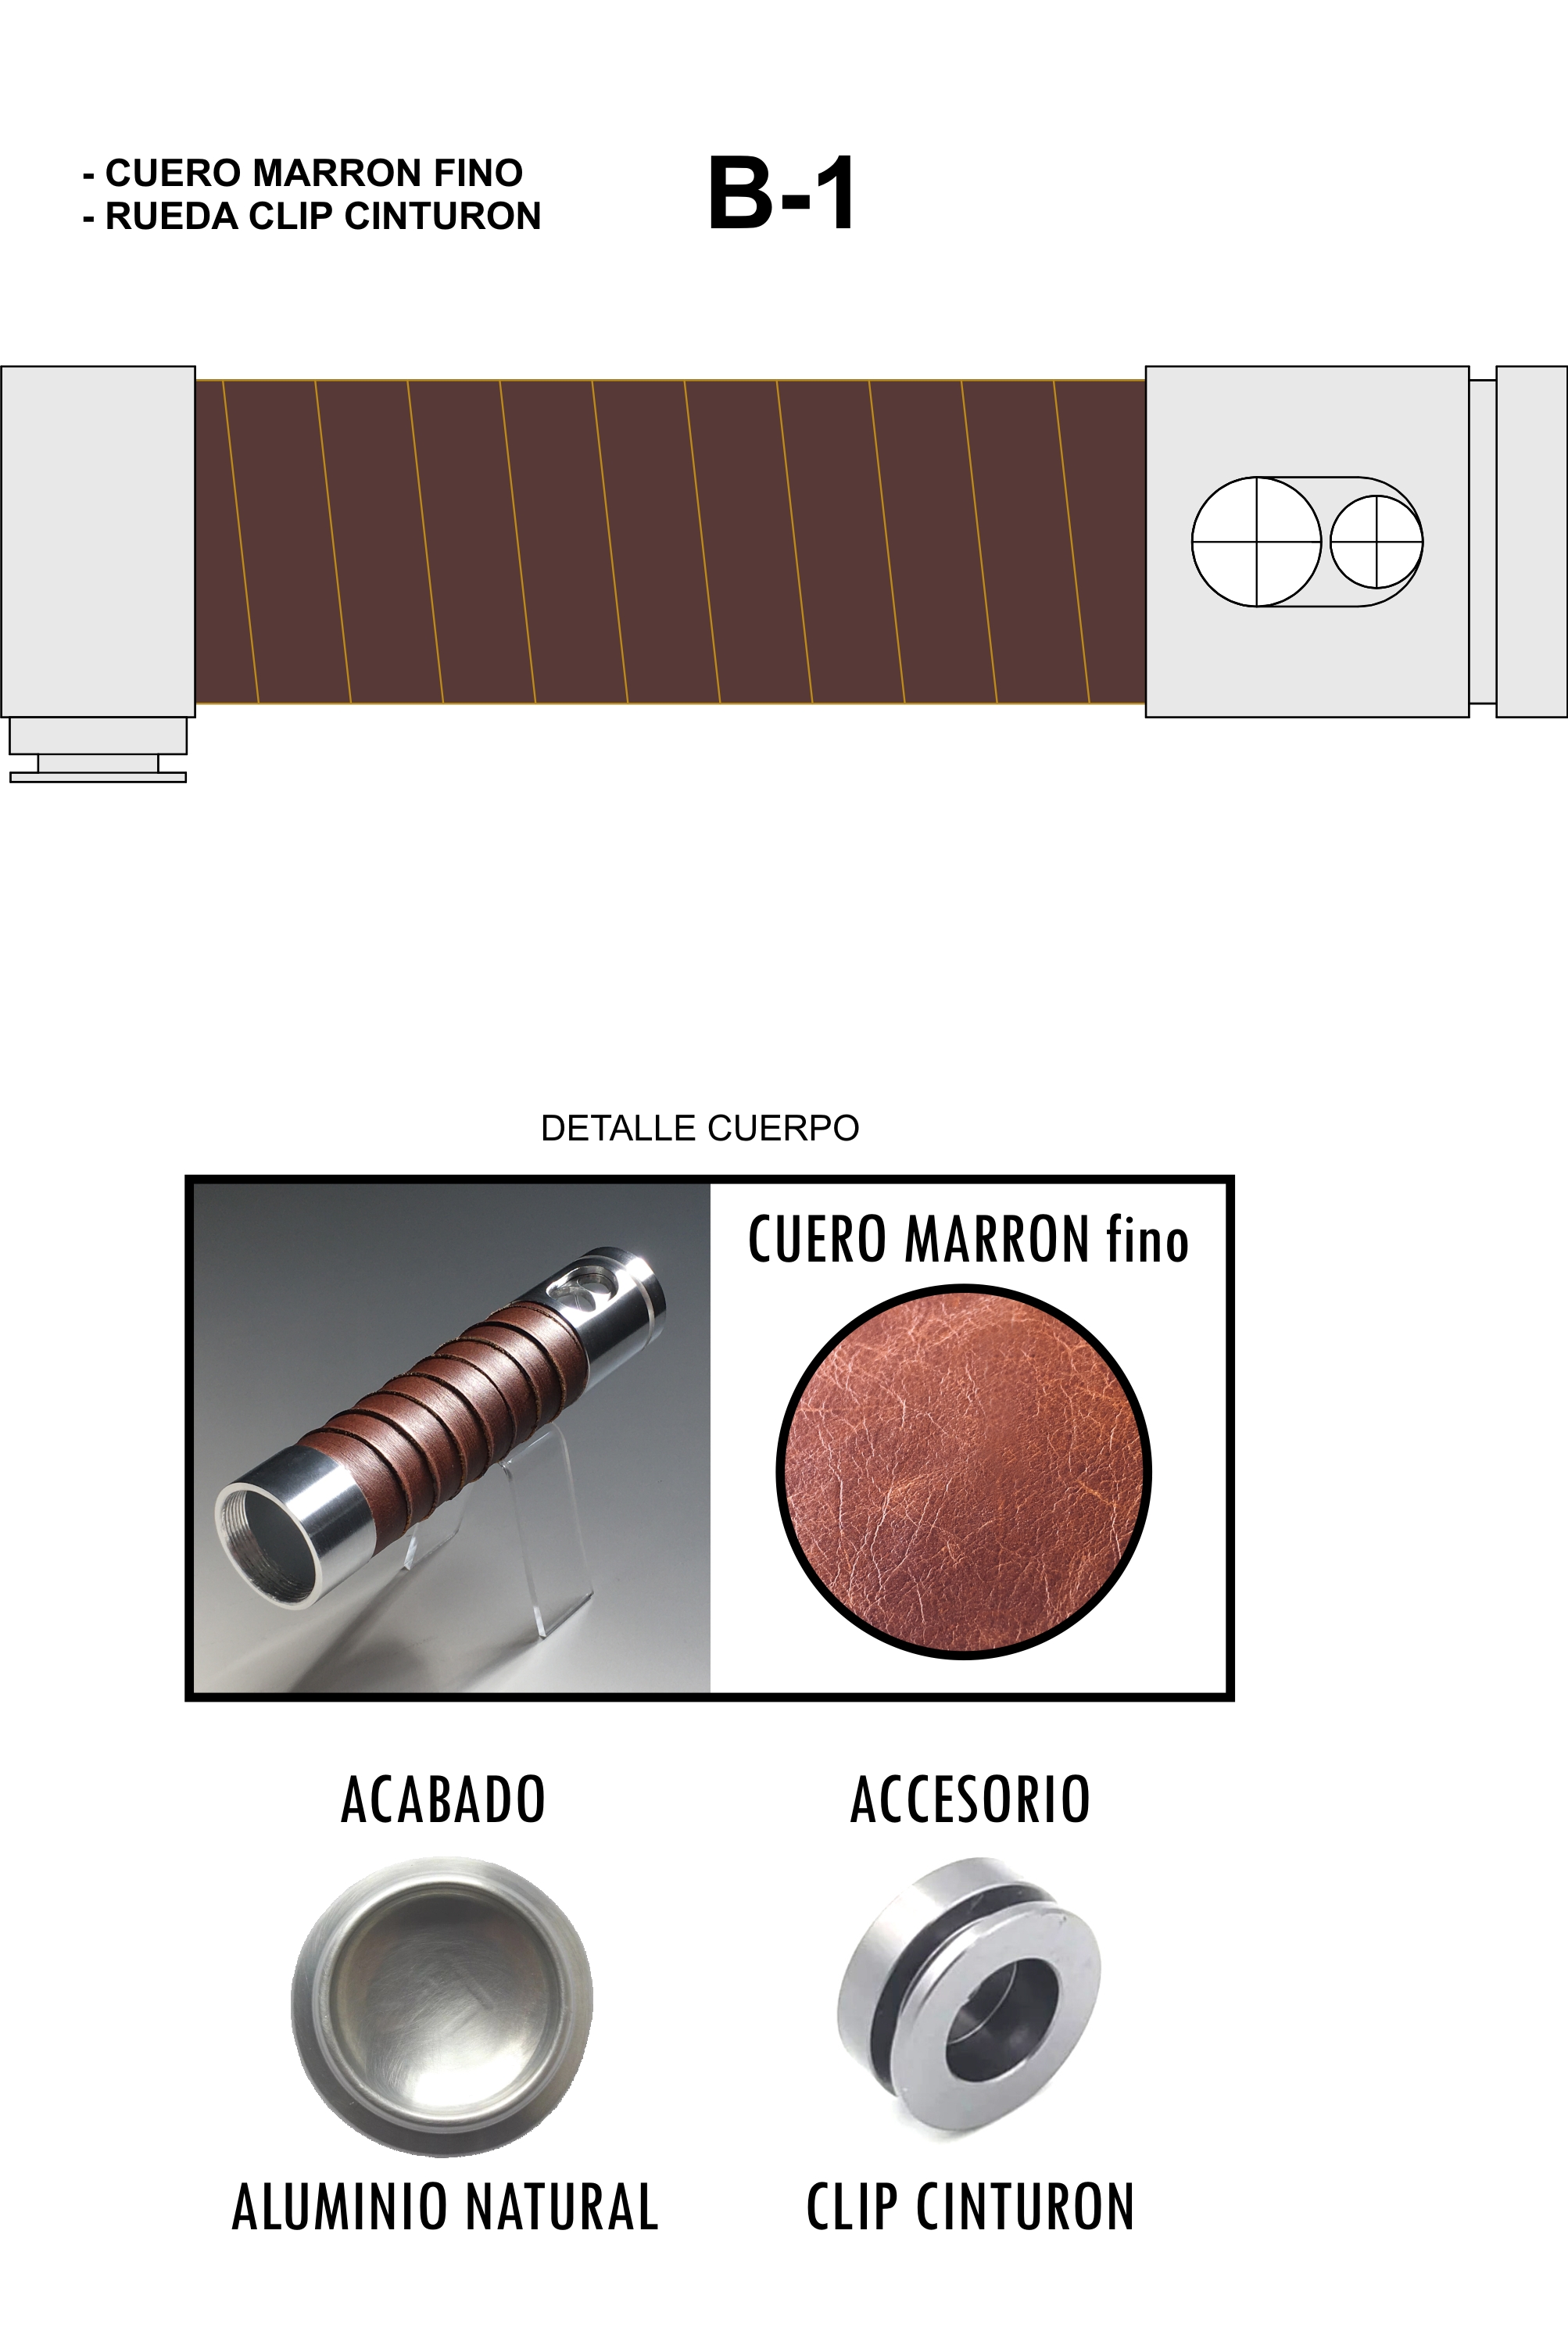 - CUERO MARRON FINO
- RUEDA CLIP CINTURON
B-1
DETALLE CUERPO
CUERO MARRON fino
ACABADO
ACCESORIO
ALUMINIO NATURAL
CLIP CINTURON